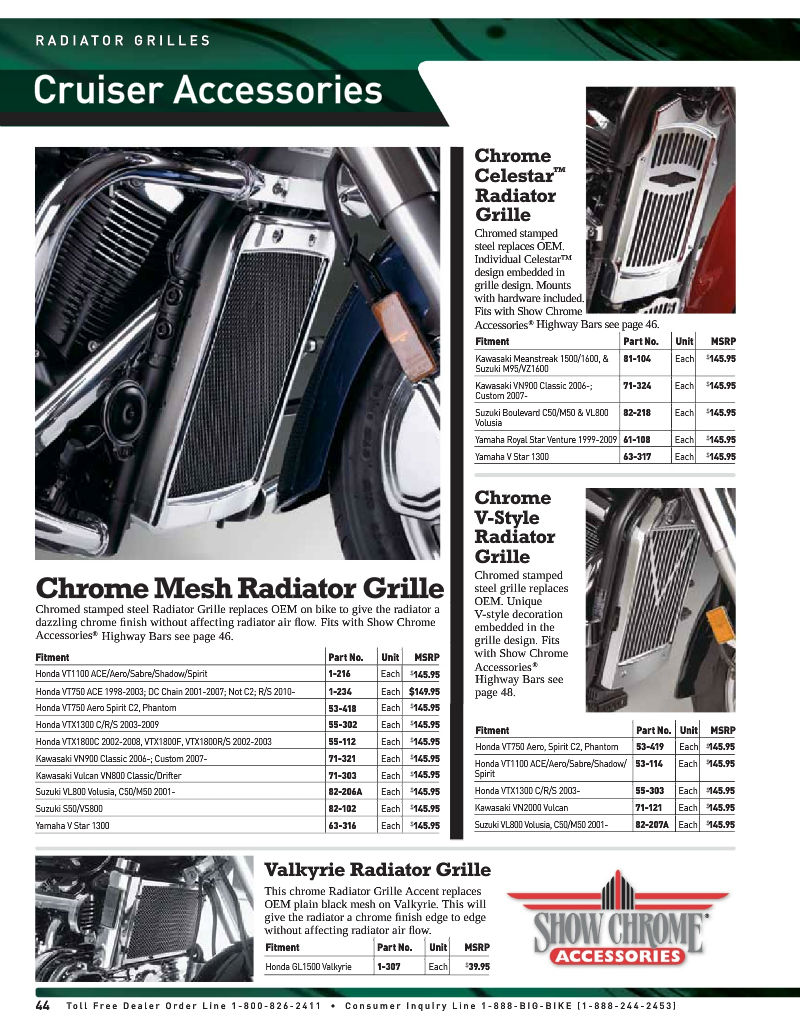 RADIATOR GRILLES
Cruiser Accessories
Chrome
Celestar™
Radiator
Grille
Chromed stamped
steel replaces OEM.
Individual Celestar™
design embedded in
grille design. Mounts
with hardware included.
Fits with Show Chrome
Accessories® Highway Bars see page 46.
Fitment Part No. Unit MSRP
Kawasaki Meanstreak 1500/1600, & 81-104 Each $145.95
Suzuki M95/VZ1600
Kawasaki VN900 Classic 2006-; 71-324 Each $145.95
Custom 2007-
Suzuki Boulevard C50/M50 & VL800 82-218 Each $145.95
Volusia
Yamaha Royal Star Venture 1999-2009 61-108 Each $145.95
Yamaha V Star 1300 63-317 Each $145.95
Chrome
V-Style
Radiator
Grille
Chromed stamped
steel grille replaces
OEM. Unique
V-style decoration
embedded in the
grille design. Fits
with Show Chrome
Accessories®
Highway Bars see
page 48.
Fitment Part No. Unit MSRP
Honda VT750 Aero, Spirit C2, Phantom 53-419 Each $145.95
Honda VT1100 ACE/Aero/Sabre/Shadow/ 53-114 Each $145.95
Spirit
Honda VTX1300 C/R/S 2003- 55-303 Each $145.95
Kawasaki VN2000 Vulcan 71-121 Each $145.95
Suzuki VL800 Volusia, C50/M50 2001- 82-207A Each $145.95
Chrome Mesh Radiator Grille
Chromed stamped steel Radiator Grille replaces OEM on bike to give the radiator a
dazzling chrome finish without affecting radiator air flow. Fits with Show Chrome
Accessories® Highway Bars see page 46.
Fitment Part No. Unit MSRP
Honda VT1100 ACE/Aero/Sabre/Shadow/Spirit 1-216 Each $145.95
Honda VT750 ACE 1998-2003; DC Chain 2001-2007; Not C2; R/S 2010- 1-234 Each $149.95
Honda VT750 Aero Spirit C2, Phantom 53-418 Each $145.95
Honda VTX1300 C/R/S 2003-2009 55-302 Each $145.95
Honda VTX1800C 2002-2008, VTX1800F, VTX1800R/S 2002-2003 55-112 Each $145.95
Kawasaki VN900 Classic 2006-; Custom 2007- 71-321 Each $145.95
Kawasaki Vulcan VN800 Classic/Drifter 71-303 Each $145.95
Suzuki VL800 Volusia, C50/M50 2001- 82-206A Each $145.95
Suzuki S50/VS800 82-102 Each $145.95
Yamaha V Star 1300 63-316 Each $145.95
Valkyrie Radiator Grille
This chrome Radiator Grille Accent replaces
OEM plain black mesh on Valkyrie. This will
give the radiator a chrome finish edge to edge
without affecting radiator air flow.
Fitment Part No. Unit MSRP
Honda GL1500 Valkyrie 1-307 Each $39.95
SHOW CHROME®
ACCESSORIES
44 Toll Free Dealer Order Line 1-800-826-2411 • Consumer Inquiry Line 1-888-BIG-BIKE (1-888-244-2453)